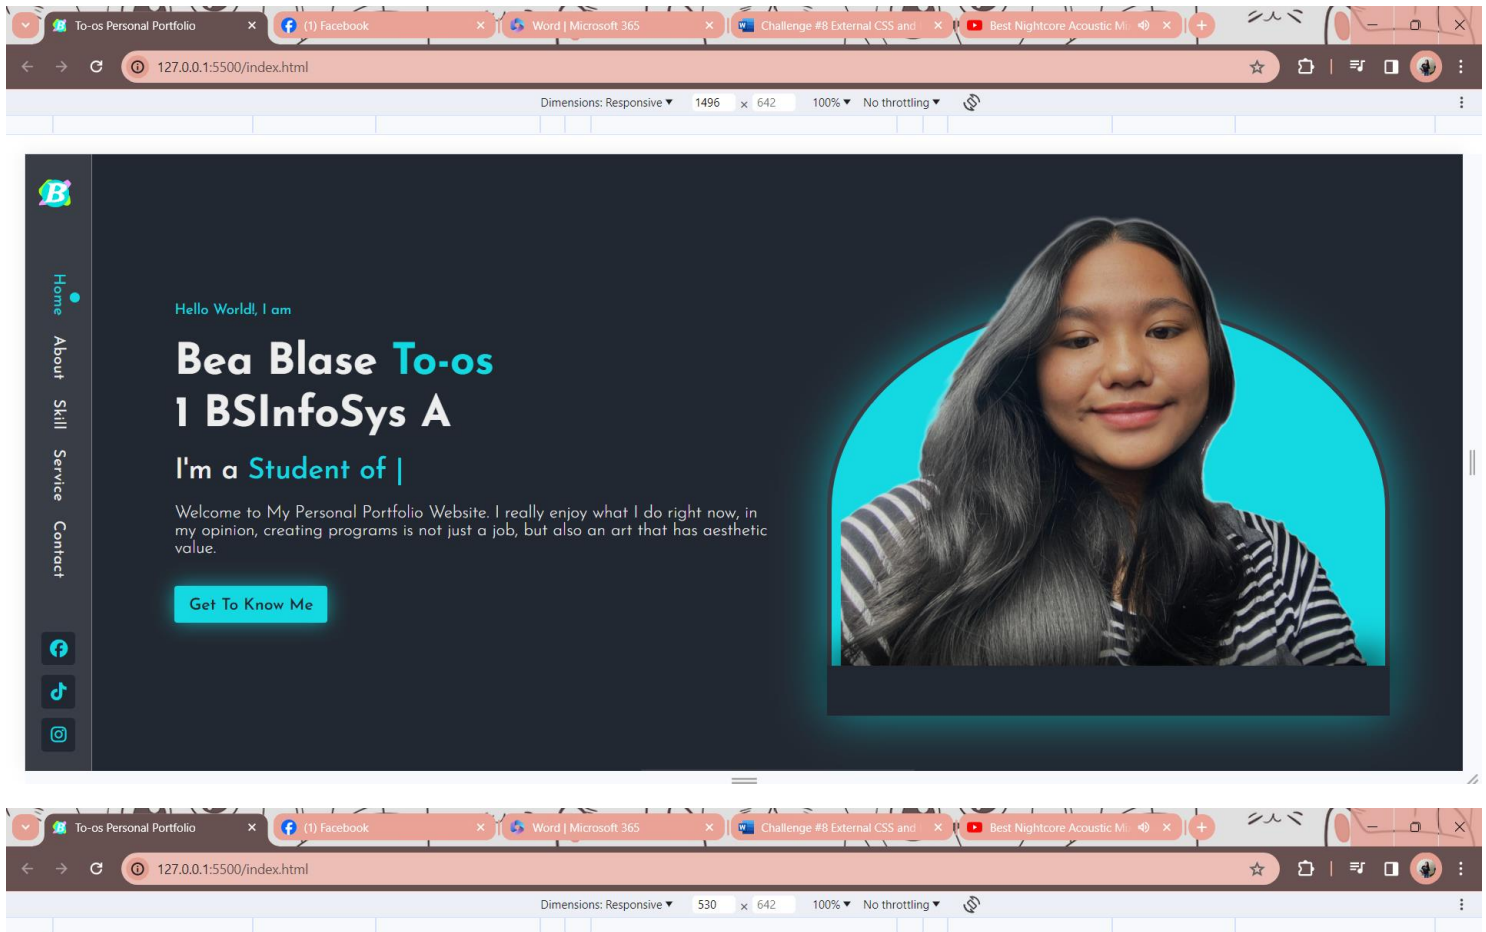 To-os Personal Portfolio
(1) Facebook
Word | Microsoft 365
Challenge #8 External CSS and
Best Nightcore Acoustic Mi
127.0.0.1:5500/index.html
Dimensions: Responsive 1496 x 642 100% No throttling
B
Home
About
Skill
Service
Contact
Hello World!, I am
Bea Blase To-os
1 BSInfoSys A
I'm a Student of |
Welcome to My Personal Portfolio Website. I really enjoy what I do right now, in
my opinion, creating programs is not just a job, but also an art that has aesthetic
value.
Get To Know Me
To-os Personal Portfolio
(1) Facebook
Word | Microsoft 365
Challenge #8 External CSS and
Best Nightcore Acoustic Mi
127.0.0.1:5500/index.html
Dimensions: Responsive 530 x 642 100% No throttling